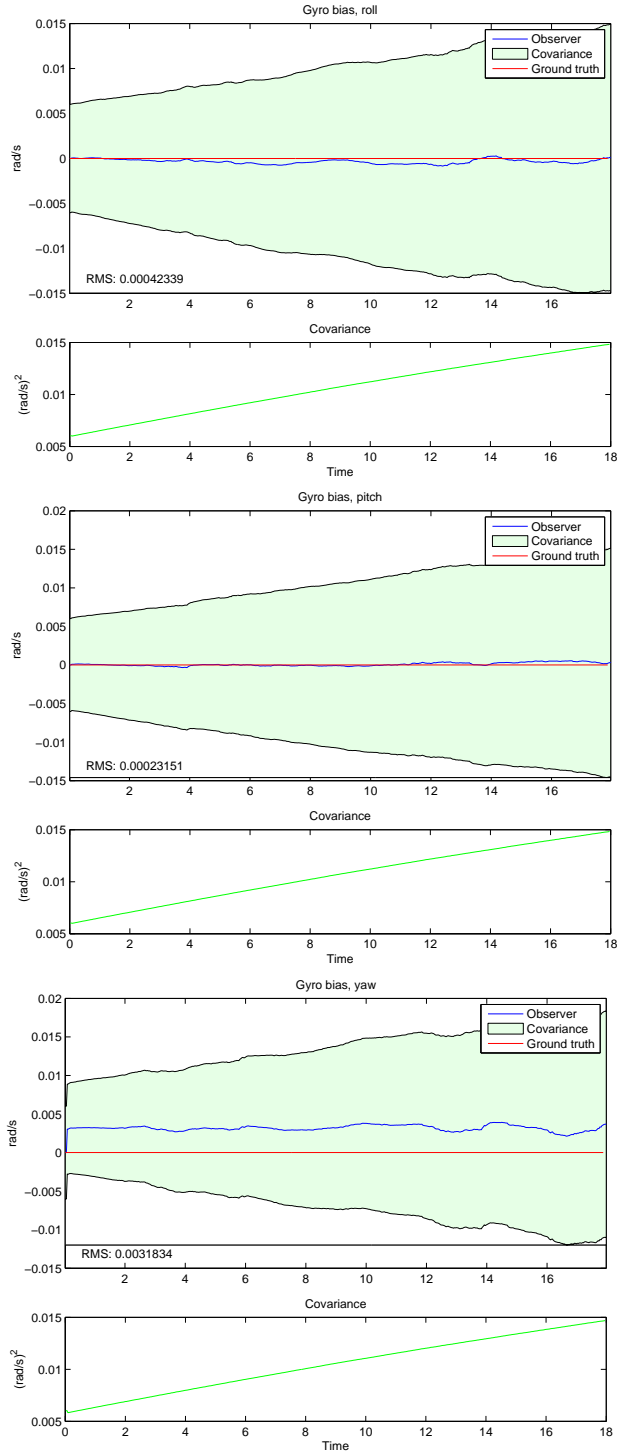 Gyro bias, roll
0.015
0.01
0.005
0
−0.005
−0.01
−0.015
rad/s
Observer
Covariance
Ground truth
RMS: 0.00042339
2 4 6 8 10 12 14 16 18
Covariance
0.015
0.01
0.005
(rad/s)²
0 2 4 6 8 10 12 14 16 18
Time
Gyro bias, pitch
0.02
0.015
0.01
0.005
0
−0.005
−0.01
−0.015
rad/s
Observer
Covariance
Ground truth
RMS: 0.00023151
2 4 6 8 10 12 14 16 18
Covariance
0.015
0.01
0.005
(rad/s)²
0 2 4 6 8 10 12 14 16 18
Time
Gyro bias, yaw
0.02
0.015
0.01
0.005
0
−0.005
−0.01
−0.015
rad/s
Observer
Covariance
Ground truth
RMS: 0.0031834
2 4 6 8 10 12 14 16
Covariance
0.015
0.01
0.005
(rad/s)²
0 2 4 6 8 10 12 14 16 18
Time